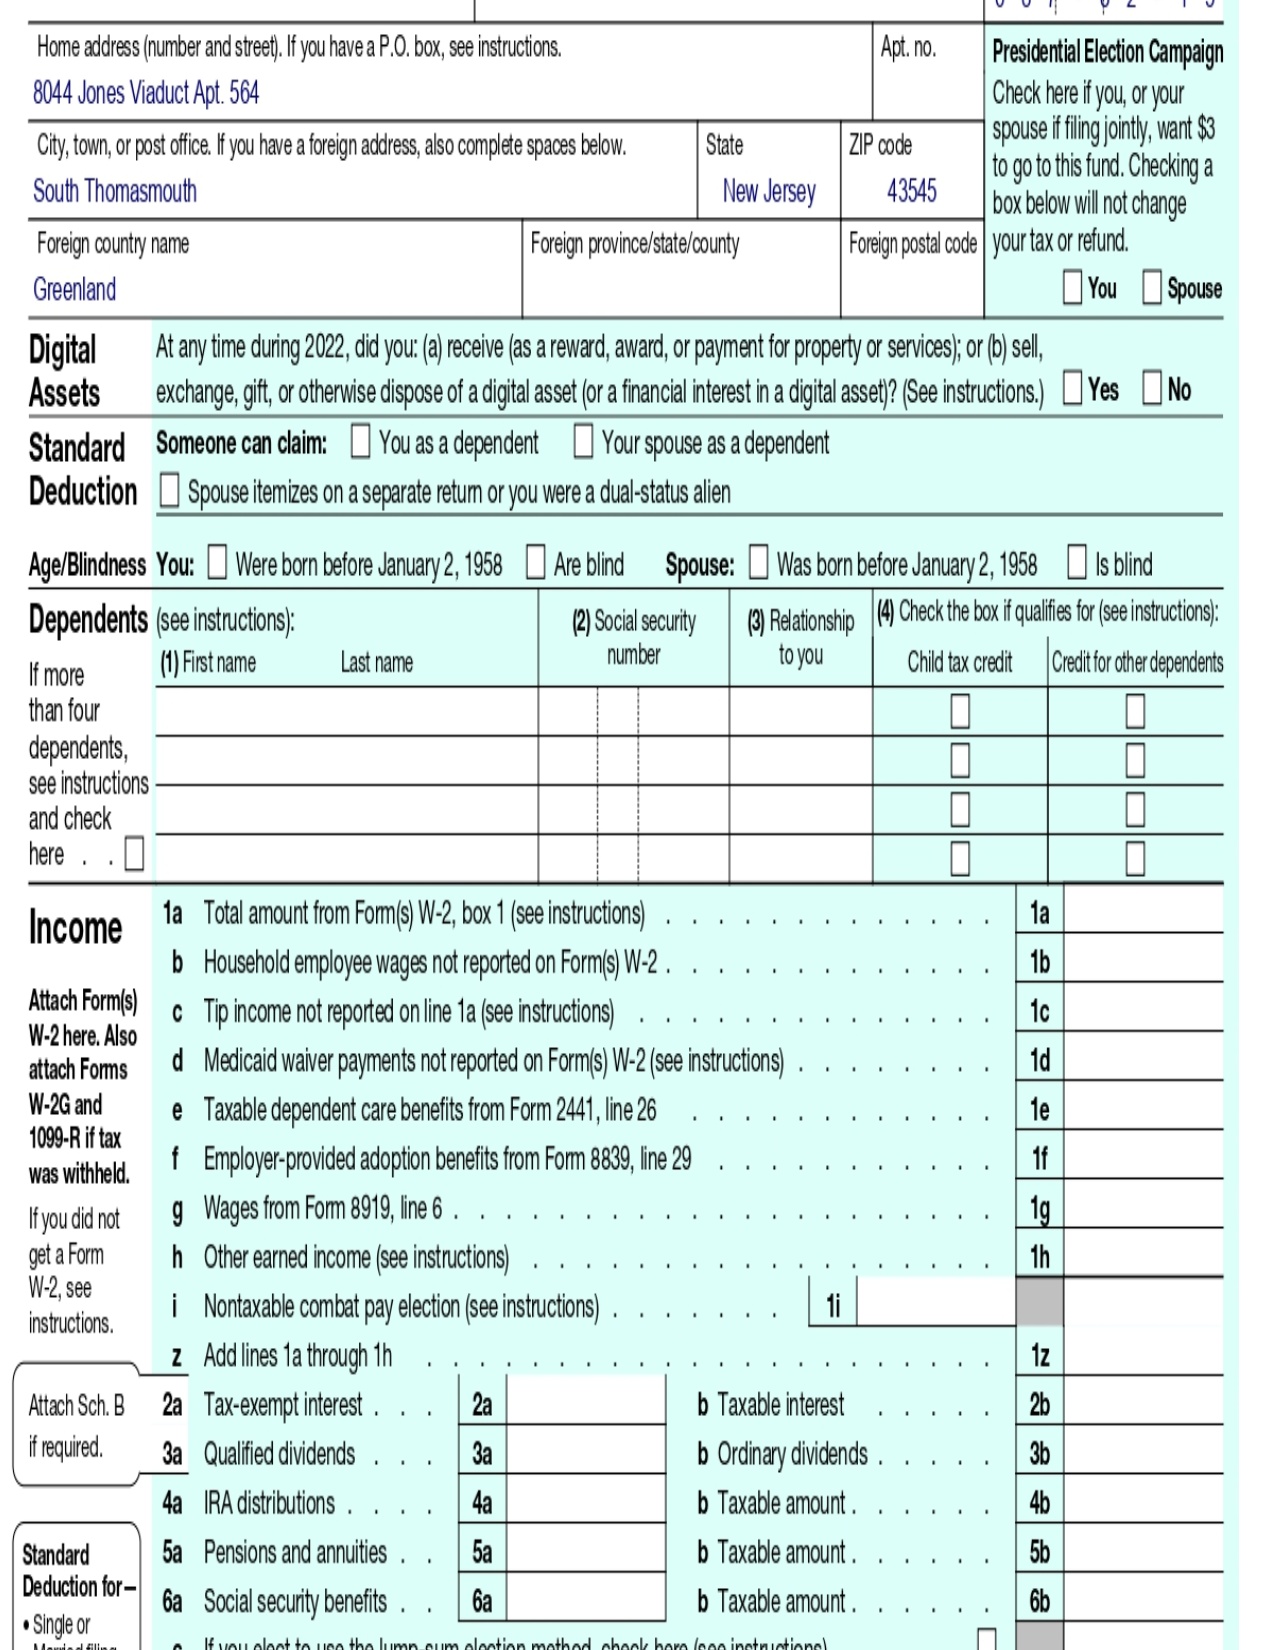 Home address (number and street). If you have a P.O. box, see instructions.
Apt. no.
8044 Jones Viaduct Apt. 564
City, town, or post office. If you have a foreign address, also complete spaces below.
State
ZIP code
South Thomasmouth
New Jersey
43545
Foreign country name
Foreign province/state/county
Foreign postal code
Greenland
Presidential Election Campaign
Check here if you, or your
spouse if filing jointly, want $3
to go to this fund. Checking a
box below will not change
your tax or refund.
You Spouse
Digital
Assets
At any time during 2022, did you: (a) receive (as a reward, award, or payment for property or services); or (b) sell,
exchange, gift, or otherwise dispose of a digital asset (or a financial interest in a digital asset)? (See instructions.) Yes No
Standard
Deduction
Someone can claim: You as a dependent Your spouse as a dependent
Spouse itemizes on a separate return or you were a dual-status alien
Age/Blindness You: Were born before January 2, 1958 Are blind Spouse: Was born before January 2, 1958 Is blind
Dependents (see instructions):
(1) First name Last name
(2) Social security
number
(3) Relationship
to you
(4) Check the box if qualifies for (see instructions):
Child tax credit Credit for other dependents
If more
than four
dependents,
see instructions
and check
here . .
Income
Attach Form(s)
W-2 here. Also
attach Forms
W-2G and
1099-R if tax
was withheld.
If you did not
get a Form
W-2, see
instructions.
1a Total amount from Form(s) W-2, box 1 (see instructions) . . . . . . . . . . . . . 1a
b Household employee wages not reported on Form(s) W-2 . . . . . . . . . . . . . 1b
c Tip income not reported on line 1a (see instructions) . . . . . . . . . . . . . . 1c
d Medicaid waiver payments not reported on Form(s) W-2 (see instructions) . . . . . . . . 1d
e Taxable dependent care benefits from Form 2441, line 26 . . . . . . . . . . . . 1e
f Employer-provided adoption benefits from Form 8839, line 29 . . . . . . . . . . . 1f
g Wages from Form 8919, line 6 . . . . . . . . . . . . . . . . . . . . . 1g
h Other earned income (see instructions) . . . . . . . . . . . . . . . . . . 1h
i Nontaxable combat pay election (see instructions) . . . . . . . 1i
z Add lines 1a through 1h . . . . . . . . . . . . . . . . . . . . . . 1z
Attach Sch. B
if required.
2a Tax-exempt interest . . . 2a b Taxable interest . . . . . 2b
3a Qualified dividends . . . 3a b Ordinary dividends . . . . . 3b
4a IRA distributions . . . . 4a b Taxable amount . . . . . . 4b
5a Pensions and annuities . . 5a b Taxable amount . . . . . . 5b
6a Social security benefits . . 6a b Taxable amount . . . . . . 6b
Standard
Deduction for—
• Single or
Married filing
c If you elect to use the lump-sum election method, check here (see instructions)